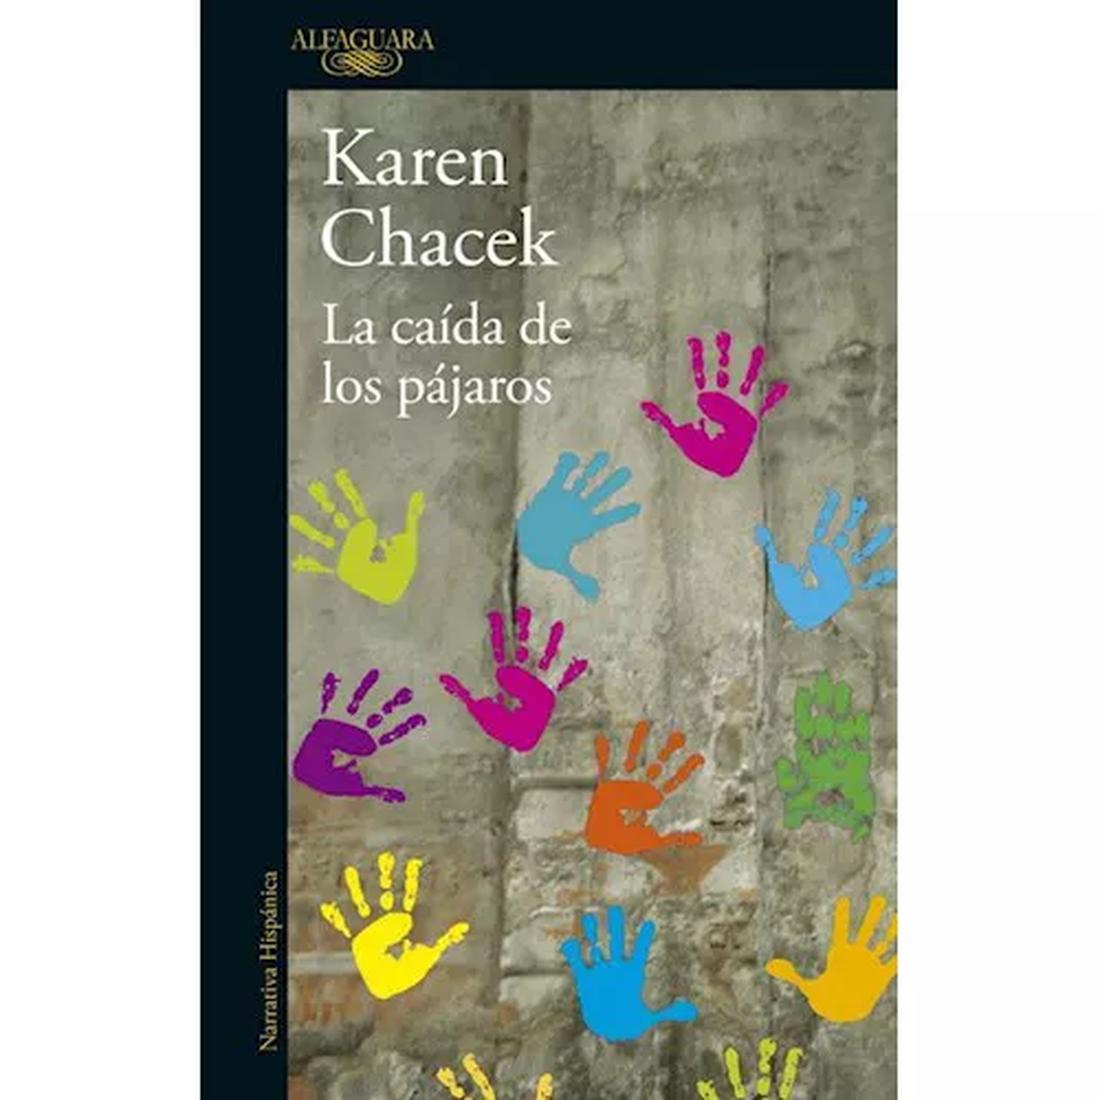 ALFAGUARA
Karen
Chacek
La caída de
los pájaros
Narrativa Hispánica